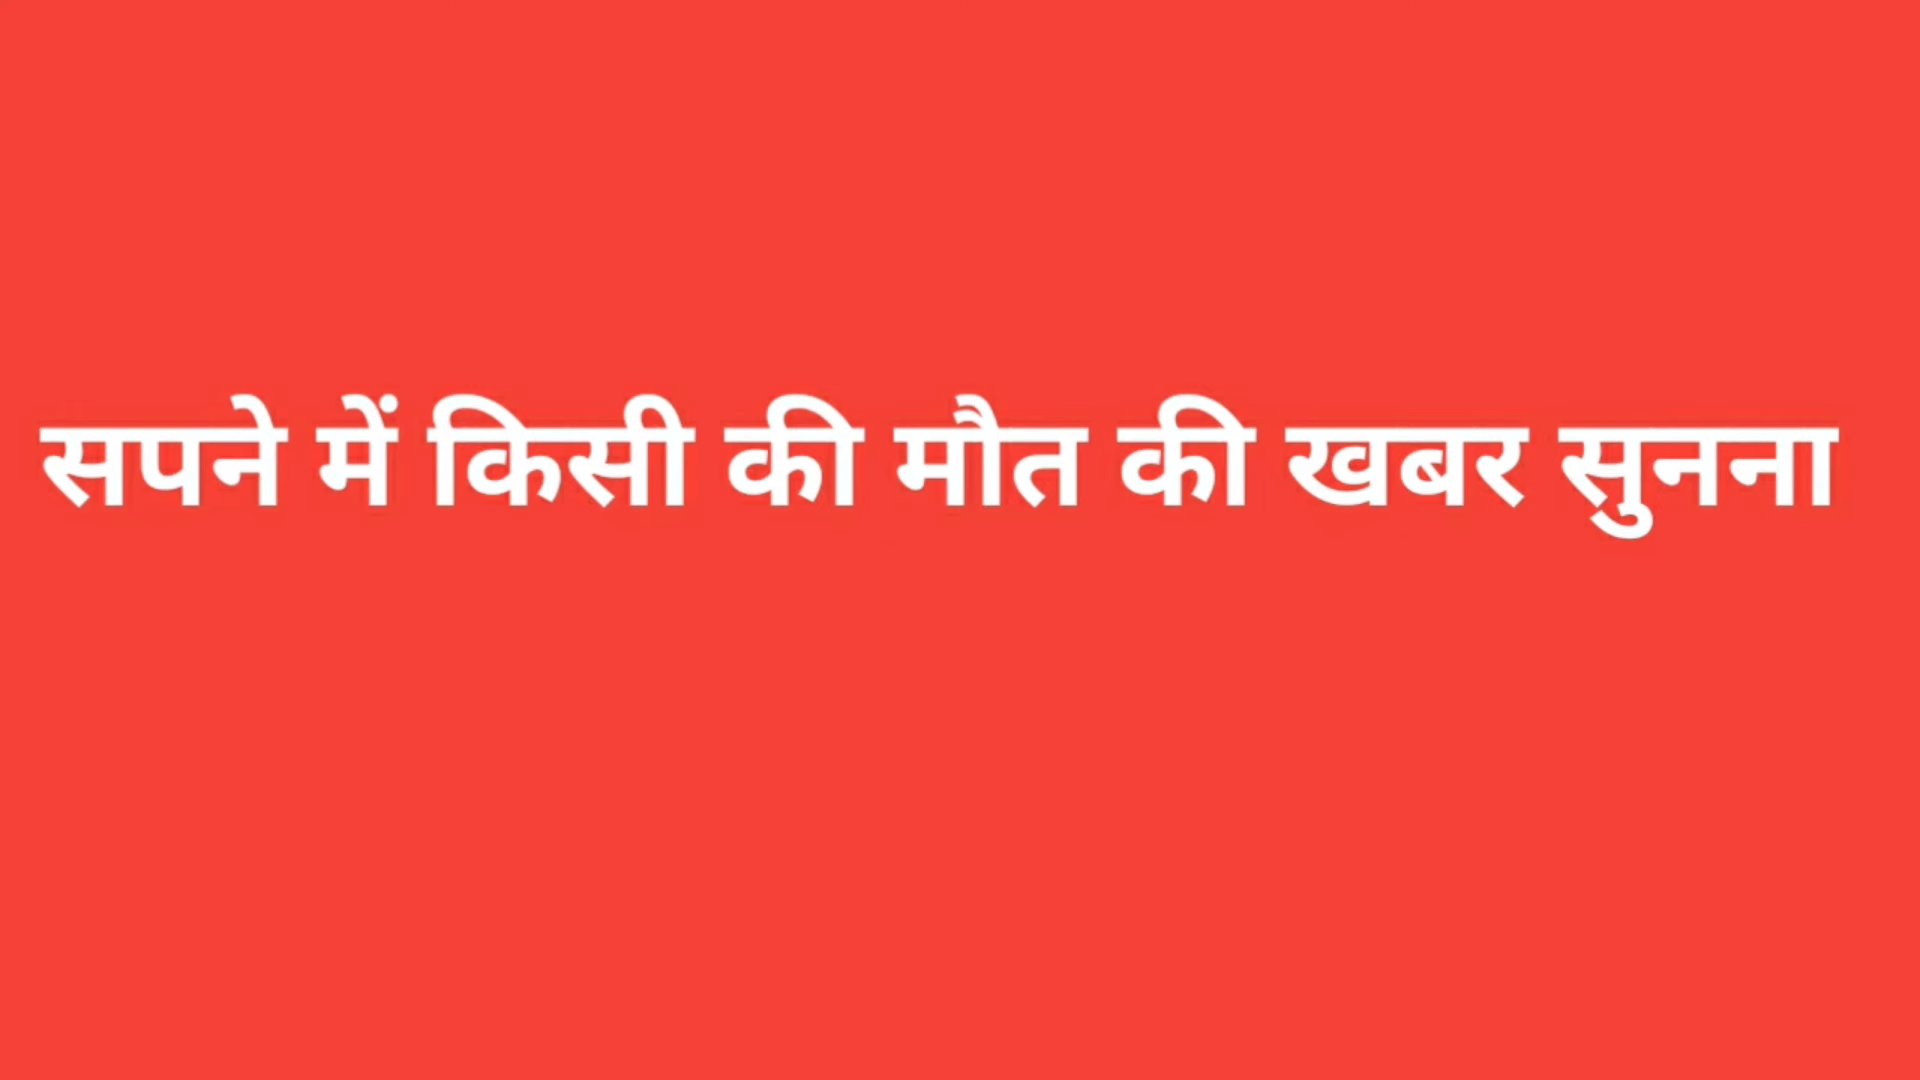 सपने में किसी की मौत की खबर सुनना